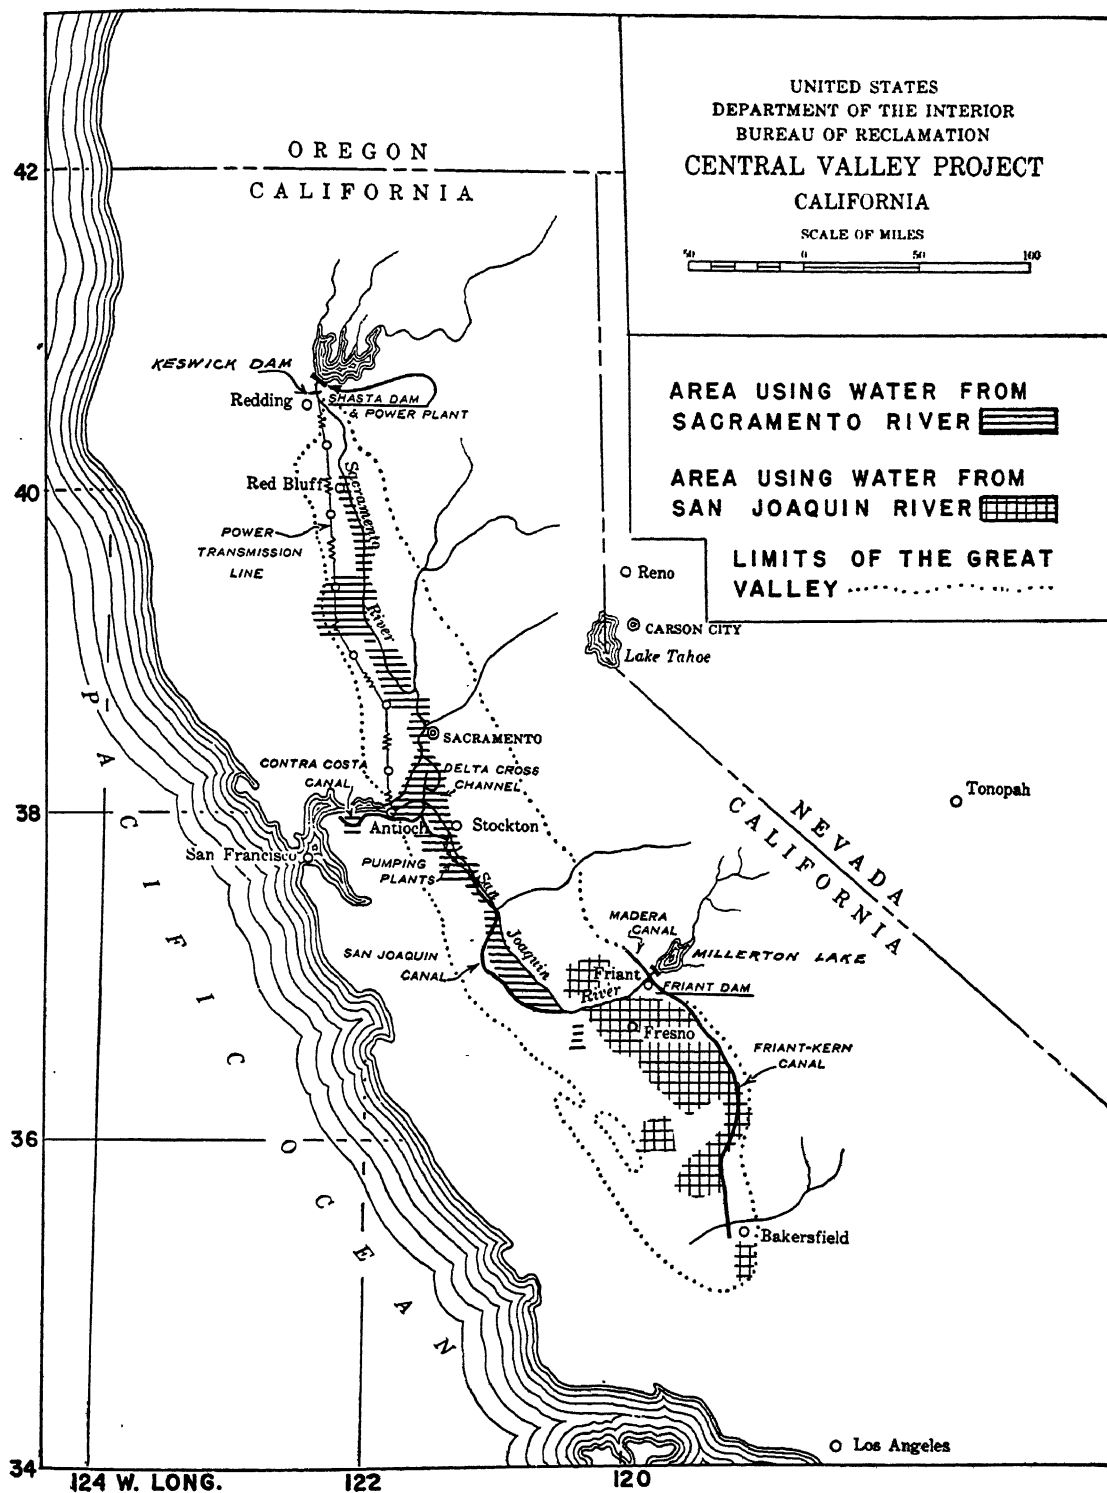 UNITED STATES
DEPARTMENT OF THE INTERIOR
BUREAU OF RECLAMATION
CENTRAL VALLEY PROJECT
CALIFORNIA
SCALE OF MILES
50 0 50 100
AREA USING WATER FROM
SACRAMENTO RIVER
AREA USING WATER FROM
SAN JOAQUIN RIVER
LIMITS OF THE GREAT
VALLEY
OREGON
42
CALIFORNIA
KESWICK DAM
Redding
SHASTA DAM
& POWER PLANT
40
Red Bluff
Sacramento
River
POWER
TRANSMISSION
LINE
Reno
CARSON CITY
Lake Tahoe
SACRAMENTO
CONTRA COSTA
CANAL
DELTA CROSS
CHANNEL
38
Antioch
Stockton
San Francisco
PUMPING
PLANTS
Tonopah
NEVADA
CALIFORNIA
San
Joaquin
River
SAN JOAQUIN
CANAL
MADERA
CANAL
MILLERTON LAKE
Friant
FRIANT DAM
Fresno
FRIANT-KERN
CANAL
36
PACIFIC OCEAN
Bakersfield
Los Angeles
34
124 W. LONG.
122
120